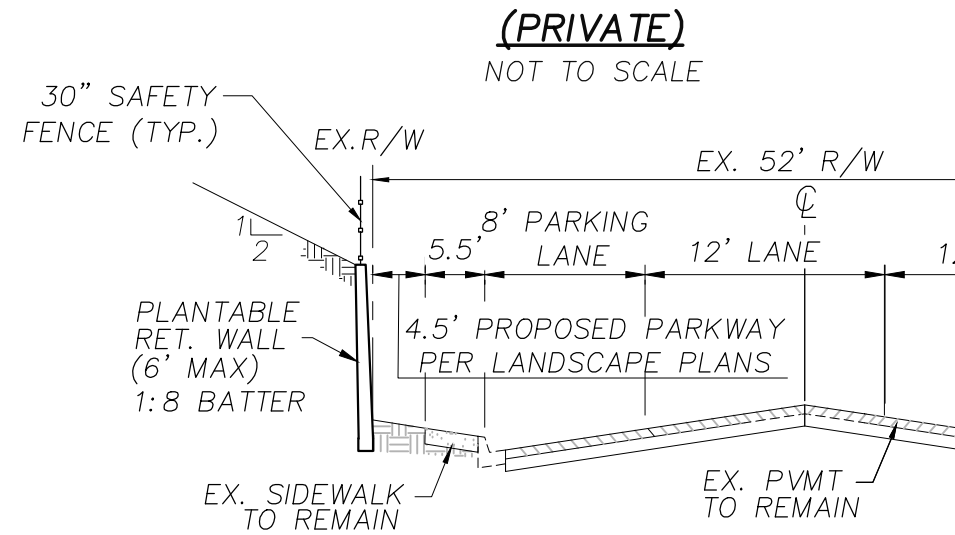 (PRIVATE)
NOT TO SCALE
30" SAFETY
FENCE (TYP.)
EX.R/W
EX. 52' R/W
℄
1
2
5.5'
8' PARKING
LANE
12' LANE
12
PLANTABLE
RET. WALL
(6' MAX)
1:8 BATTER
4.5' PROPOSED PARKWAY
PER LANDSCAPE PLANS
EX. SIDEWALK
TO REMAIN
EX. PVMT
TO REMAIN